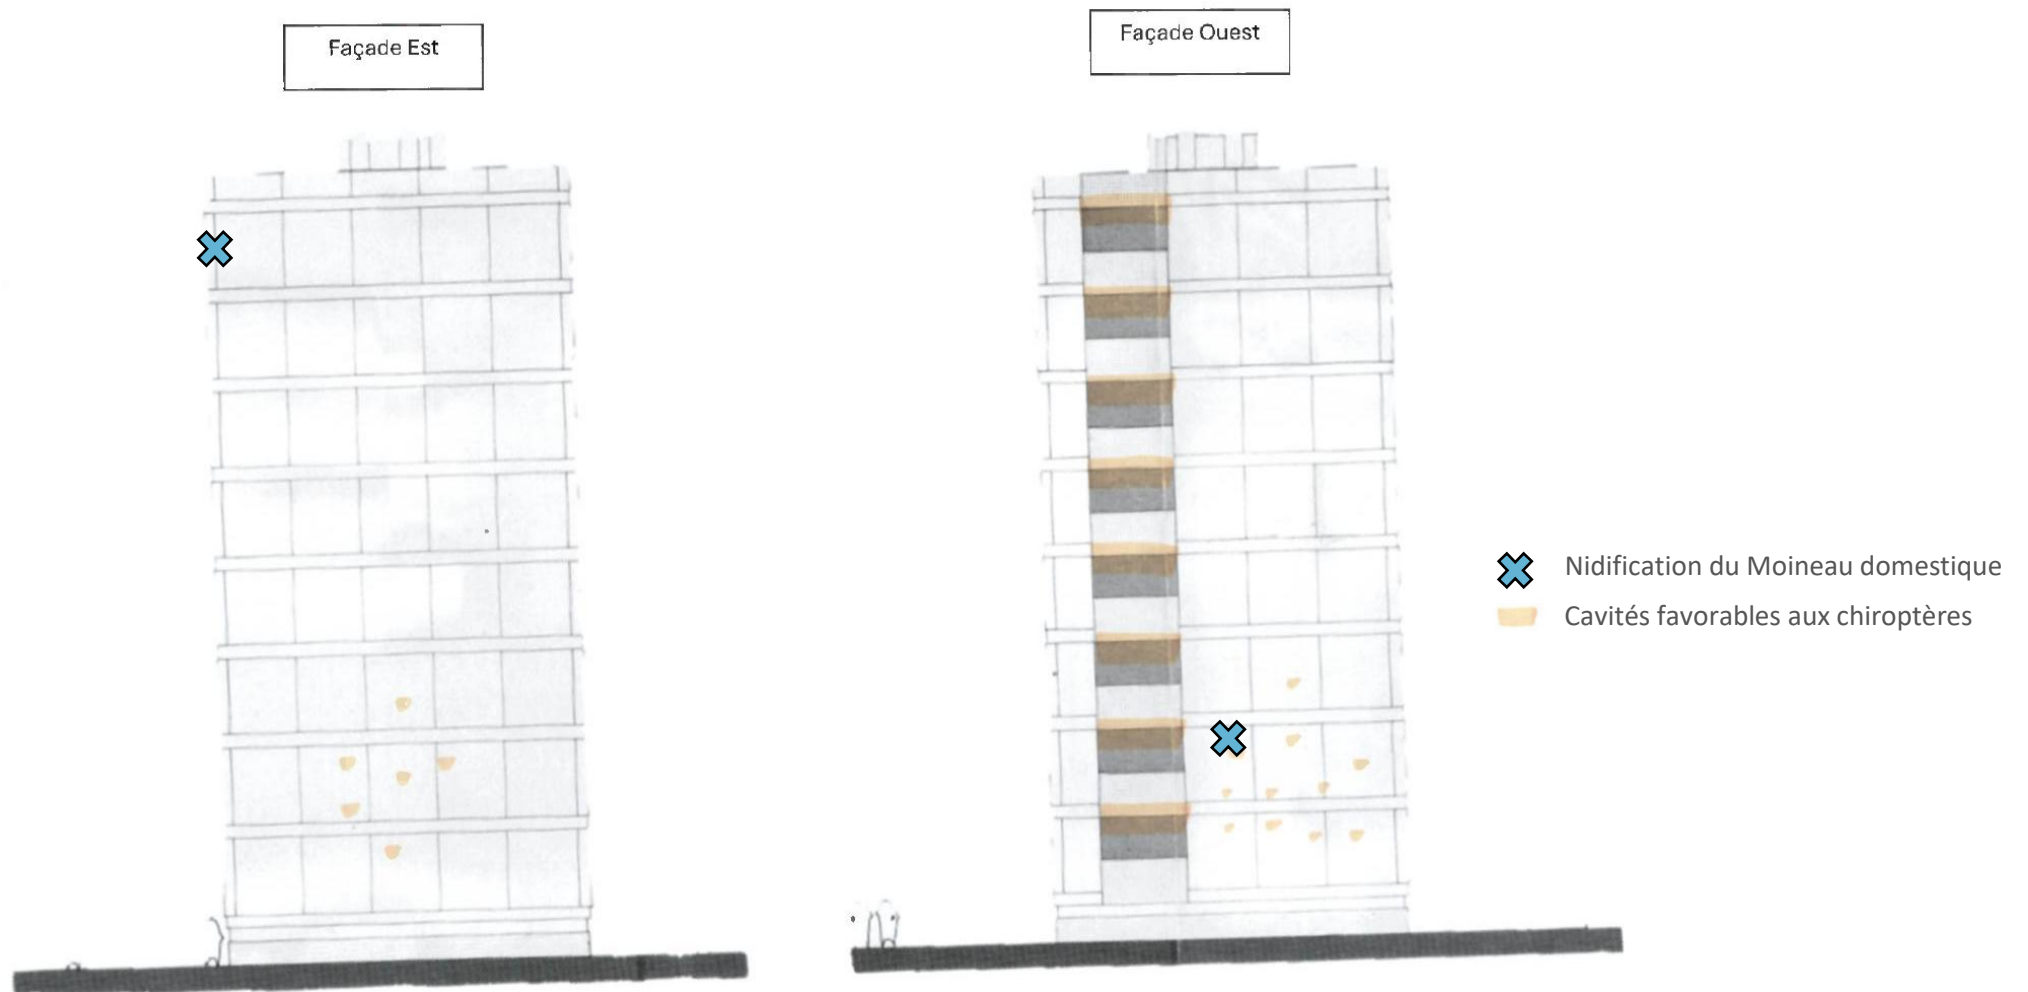 Façade Est
Façade Ouest
Nidification du Moineau domestique
Cavités favorables aux chiroptères